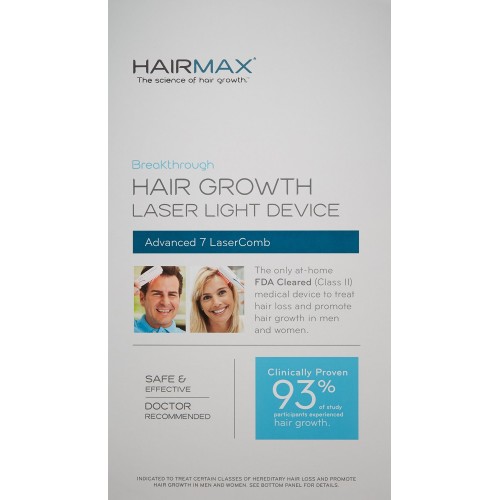 HAIRMAX®
The science of hair growth.™
Breakthrough
HAIR GROWTH
LASER LIGHT DEVICE
Advanced 7 LaserComb
The only at-home
FDA Cleared (Class II)
medical device to treat
hair loss and promote
hair growth in men
and women.
SAFE &
EFFECTIVE
DOCTOR
RECOMMENDED
Clinically Proven
93%
of study
participants experienced
hair growth.
INDICATED TO TREAT CERTAIN CLASSES OF HEREDITARY HAIR LOSS AND PROMOTE
HAIR GROWTH IN MEN AND WOMEN. SEE BOTTOM PANEL FOR DETAILS.